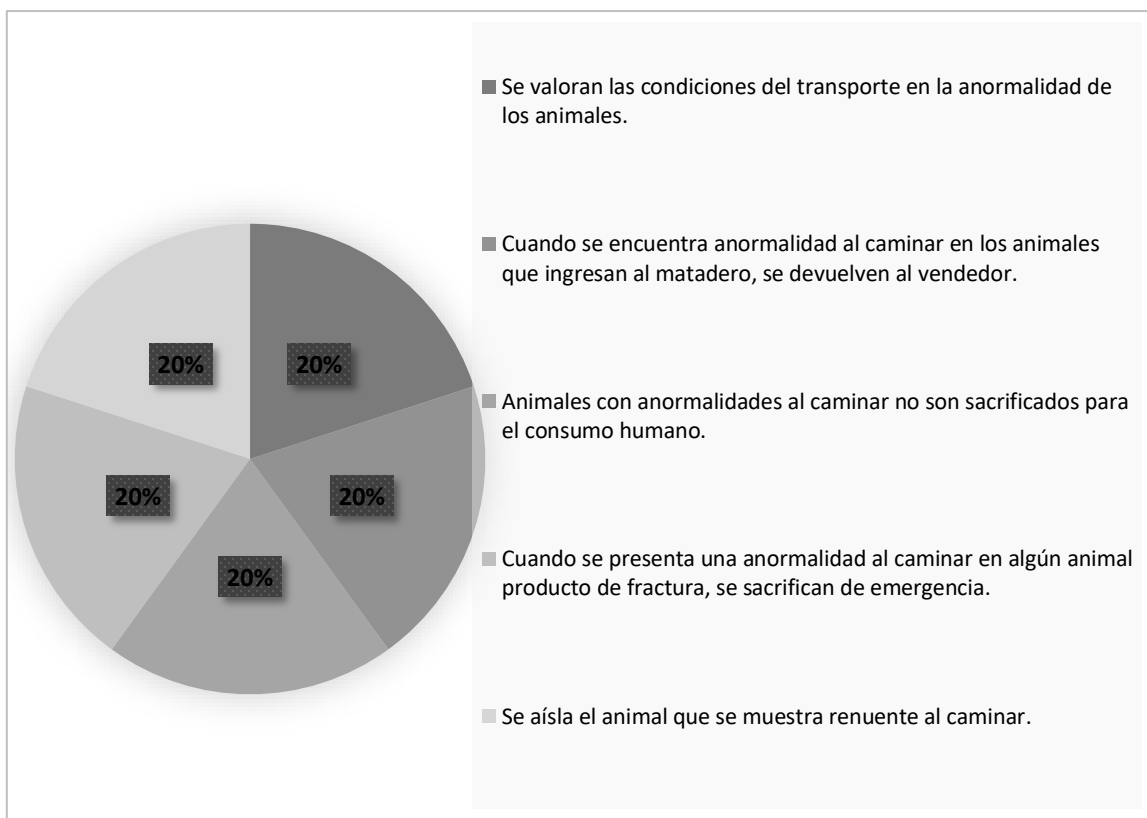 Se valoran las condiciones del transporte en la anormalidad de
los animales.
Cuando se encuentra anormalidad al caminar en los animales
que ingresan al matadero, se devuelven al vendedor.
20%
20%
Animales con anormalidades al caminar no son sacrificados para
el consumo humano.
20%
20%
20%
Cuando se presenta una anormalidad al caminar en algún animal
producto de fractura, se sacrifican de emergencia.
Se aísla el animal que se muestra renuente al caminar.